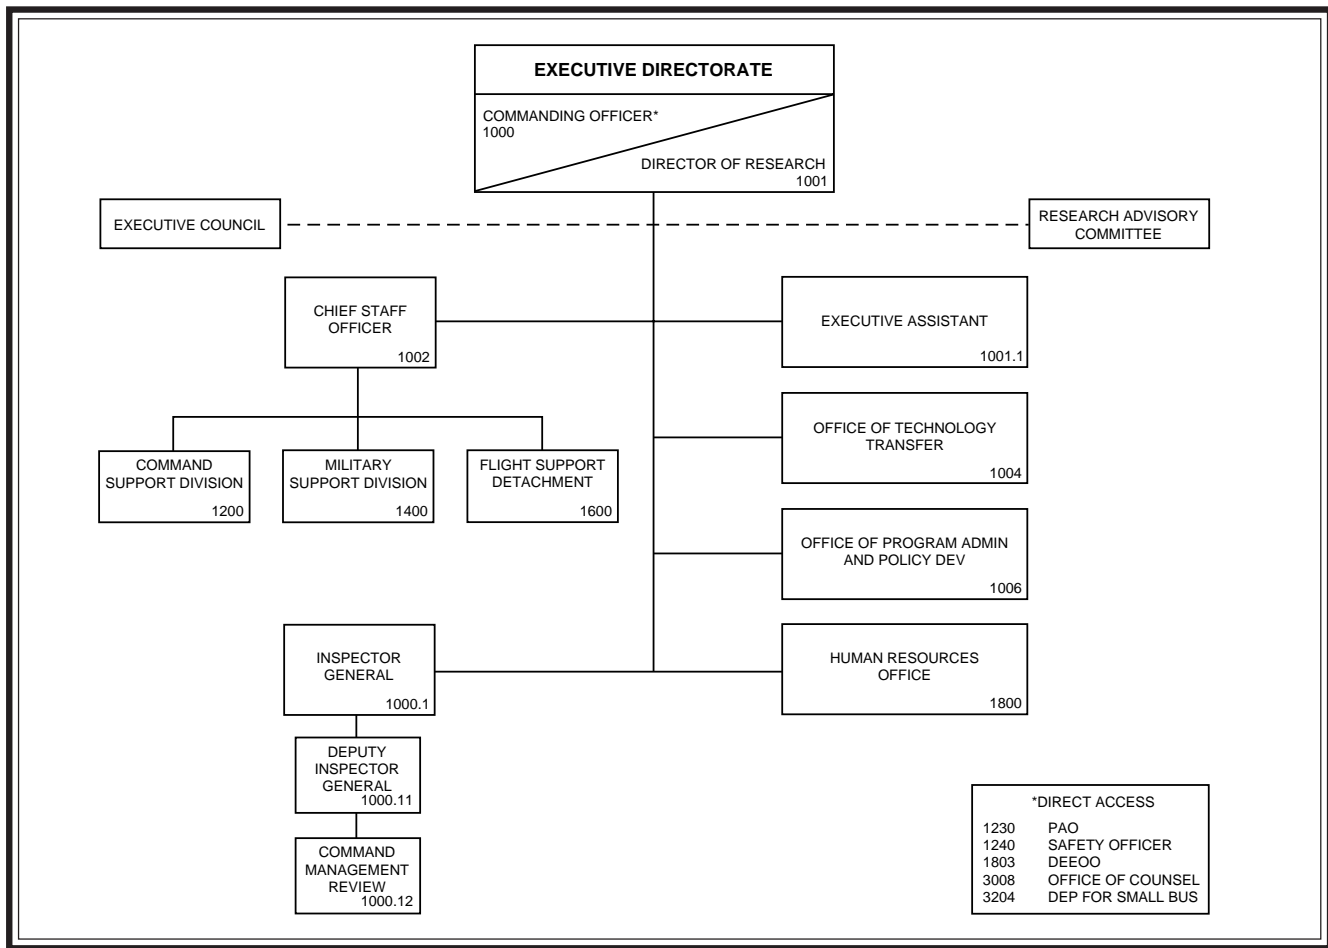 EXECUTIVE DIRECTORATE
COMMANDING OFFICER*
1000
DIRECTOR OF RESEARCH
1001
EXECUTIVE COUNCIL
RESEARCH ADVISORY
COMMITTEE
CHIEF STAFF
OFFICER
1002
EXECUTIVE ASSISTANT
1001.1
OFFICE OF TECHNOLOGY
TRANSFER
1004
COMMAND
SUPPORT DIVISION
1200
MILITARY
SUPPORT DIVISION
1400
FLIGHT SUPPORT
DETACHMENT
1600
OFFICE OF PROGRAM ADMIN
AND POLICY DEV
1006
INSPECTOR
GENERAL
1000.1
HUMAN RESOURCES
OFFICE
1800
DEPUTY
INSPECTOR
GENERAL
1000.11
COMMAND
MANAGEMENT
REVIEW
1000.12
*DIRECT ACCESS
1230 PAO
1240 SAFETY OFFICER
1803 DEEOO
3008 OFFICE OF COUNSEL
3204 DEP FOR SMALL BUS